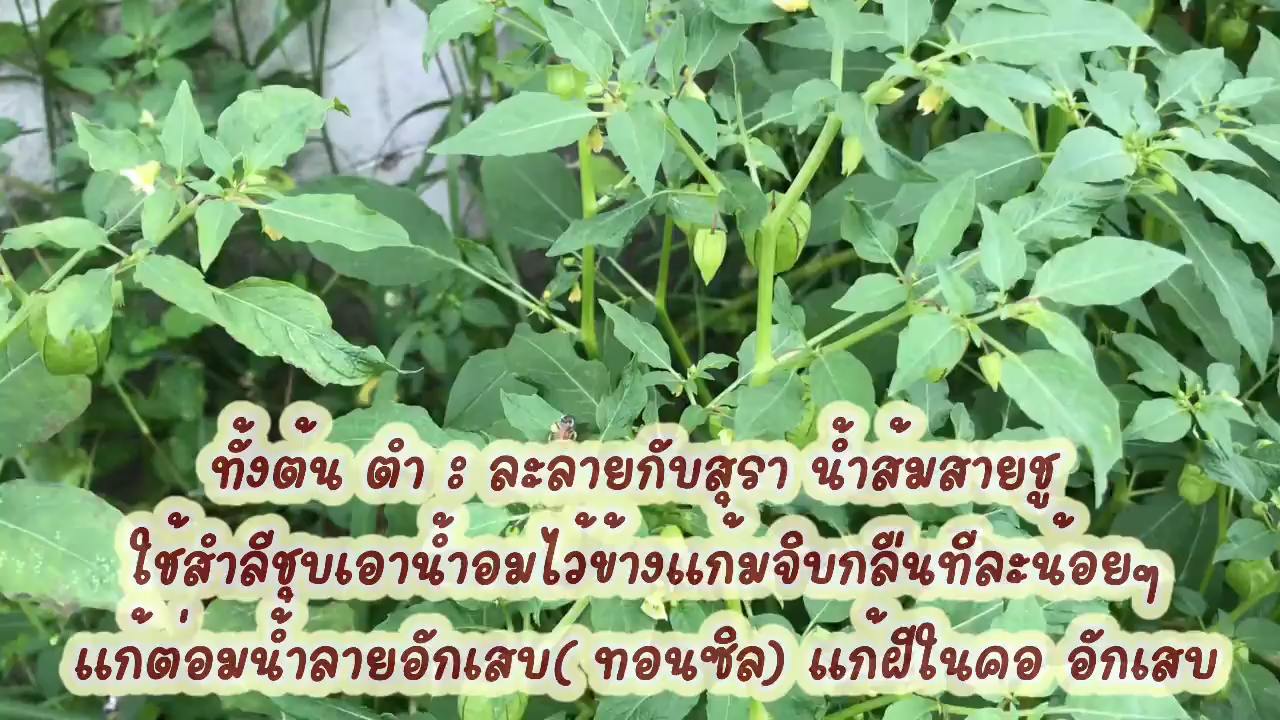 ทั้งต้น ตำ : ละลายกับสุรา น้ำส้มสายชู
ใช้สำลีชุบเอาน้ำอมไว้ข้างแก้มจิบกลืนทีละน้อยๆ
แก้ต่อมน้ำลายอักเสบ( ทอนซิล) แก้ฝีในคอ อักเสบ